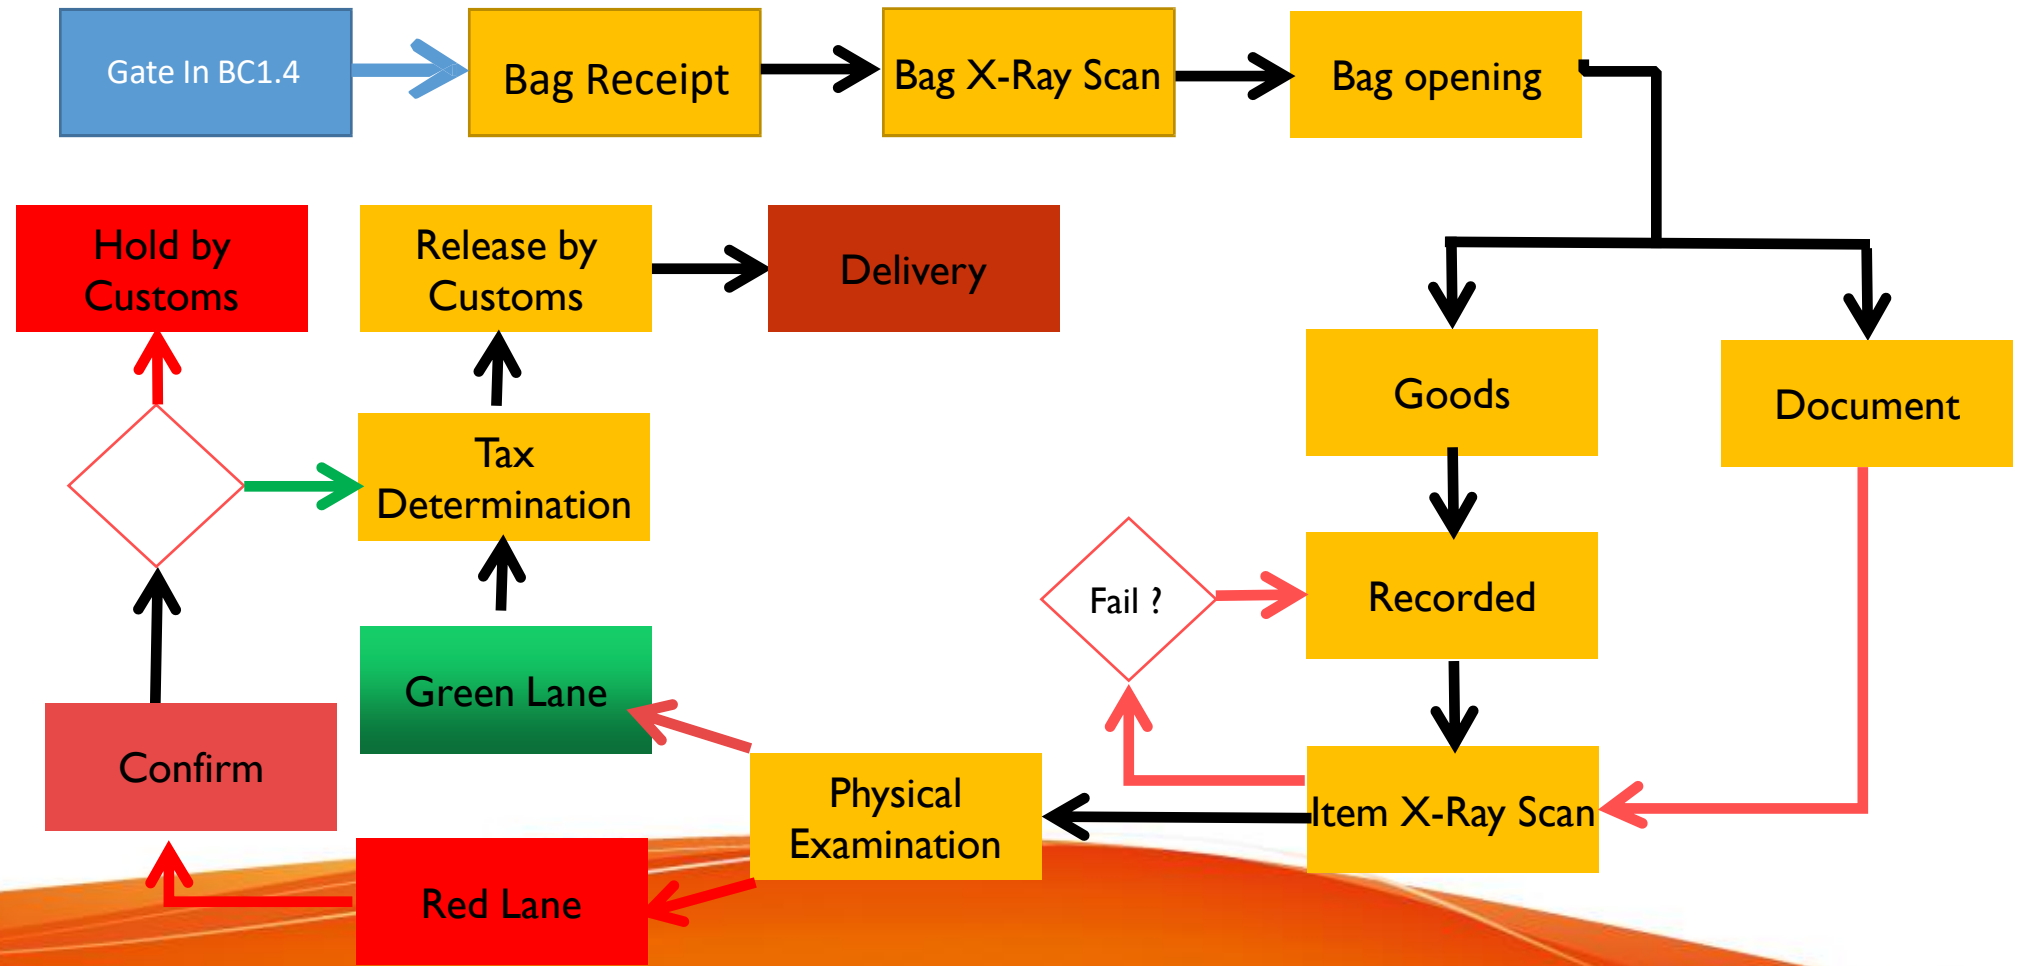 Gate In BC1.4
Bag Receipt
Bag X-Ray Scan
Bag opening
Hold by
Customs
Release by
Customs
Delivery
Goods
Document
Tax
Determination
Fail ?
Recorded
Green Lane
Confirm
Physical
Examination
Item X-Ray Scan
Red Lane